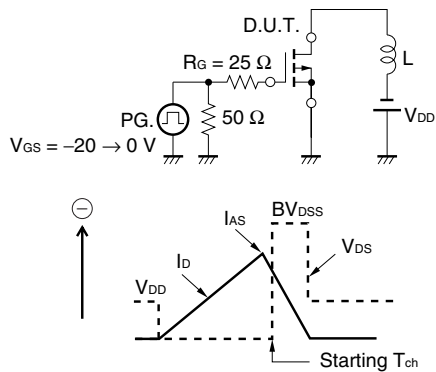 D.U.T.
RG = 25 Ω
L
PG.
50 Ω
VDD
VGS = −20 → 0 V
−
IAS
BVDSS
ID
VDS
VDD
Starting Tch